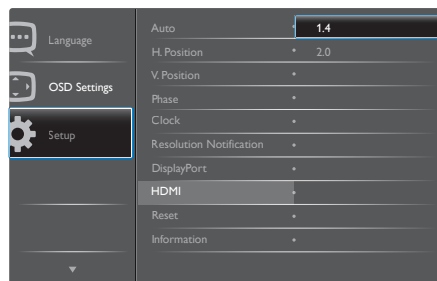 Language
OSD Settings
Setup
Auto
H. Position
V. Position
Phase
Clock
Resolution Notification
DisplayPort
HDMI
Reset
Information
1.4
2.0